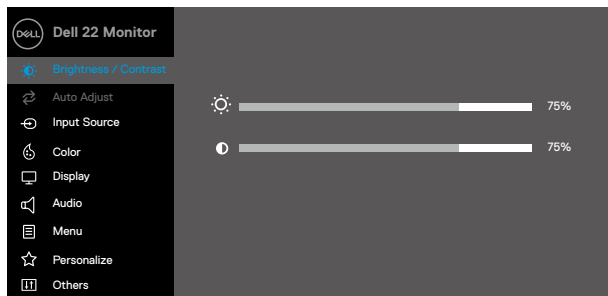 DELL
Dell 22 Monitor
Brightness / Contrast
Auto Adjust
Input Source
Color
Display
Audio
Menu
Personalize
Others
75%
75%